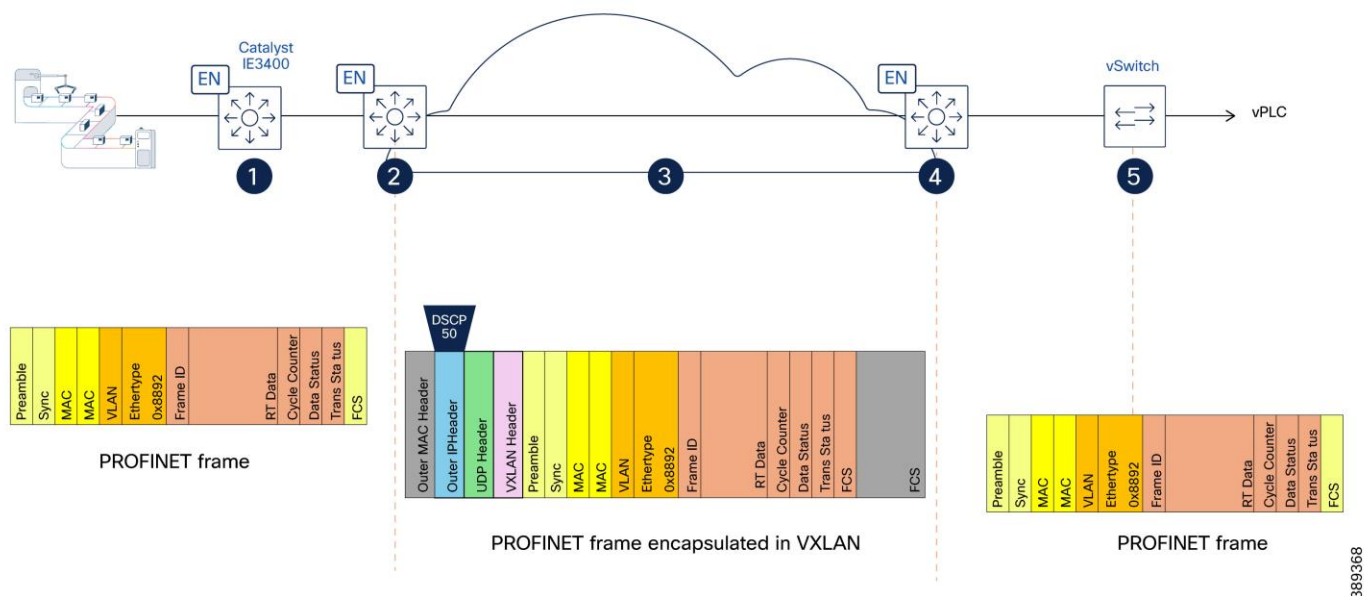 Catalyst
IE3400
EN
EN
EN
vSwitch
vPLC
1
2
3
4
5
Preamble
Sync
MAC
MAC
VLAN
Ethertype
0x8892
Frame ID
RT Data
Cycle Counter
Data Status
Trans Sta tus
FCS
PROFINET frame
DSCP
50
Outer MAC Header
Outer IPHeader
UDP Header
VXLAN Header
Preamble
Sync
MAC
MAC
VLAN
Ethertype
0x8892
Frame ID
RT Data
Cycle Counter
Data Status
Trans Sta tus
FCS
FCS
PROFINET frame encapsulated in VXLAN
Preamble
Sync
MAC
MAC
VLAN
Ethertype
0x8892
Frame ID
RT Data
Cycle Counter
Data Status
Trans Sta tus
FCS
PROFINET frame
389368